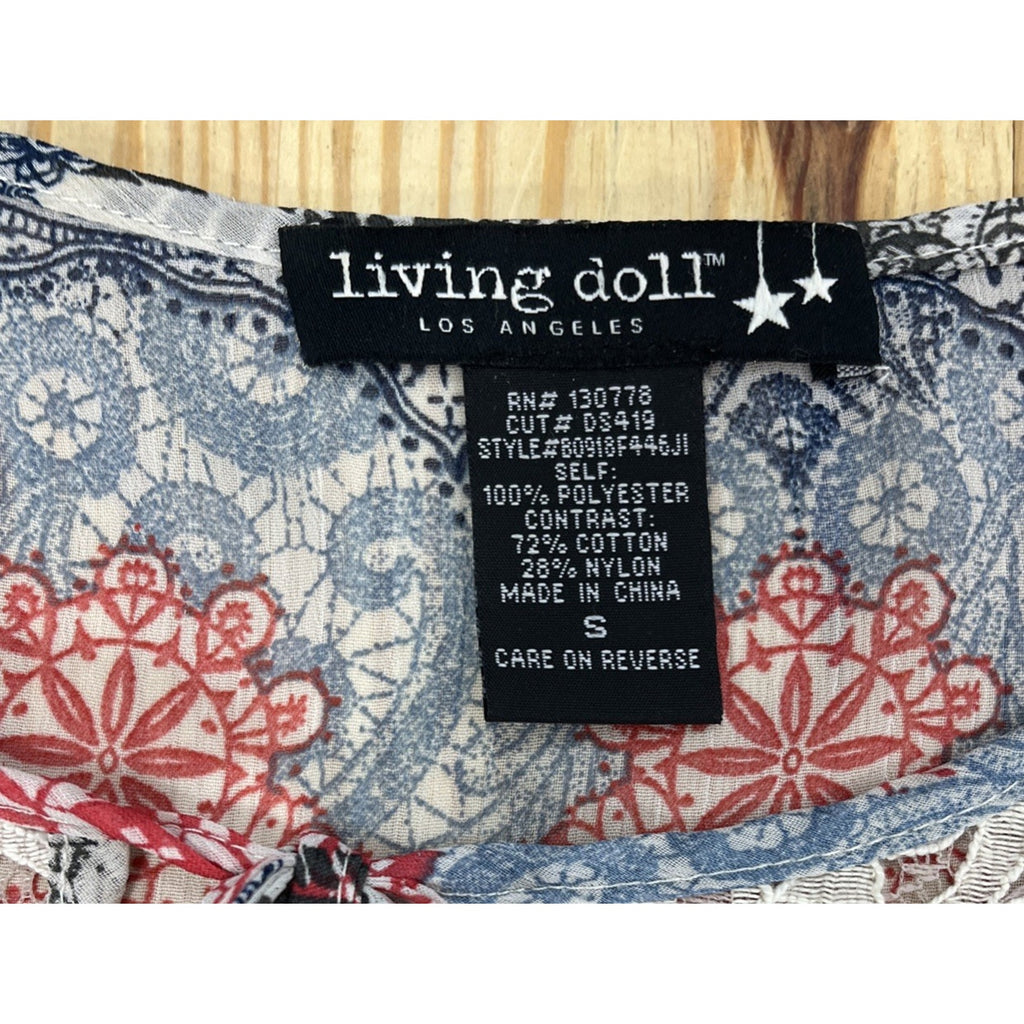 living doll™
LOS ANGELES
RN# 130778
CUT# DS419
STYLE#B0918F446JI
SELF:
100% POLYESTER
CONTRAST:
72% COTTON
28% NYLON
MADE IN CHINA
S
CARE ON REVERSE